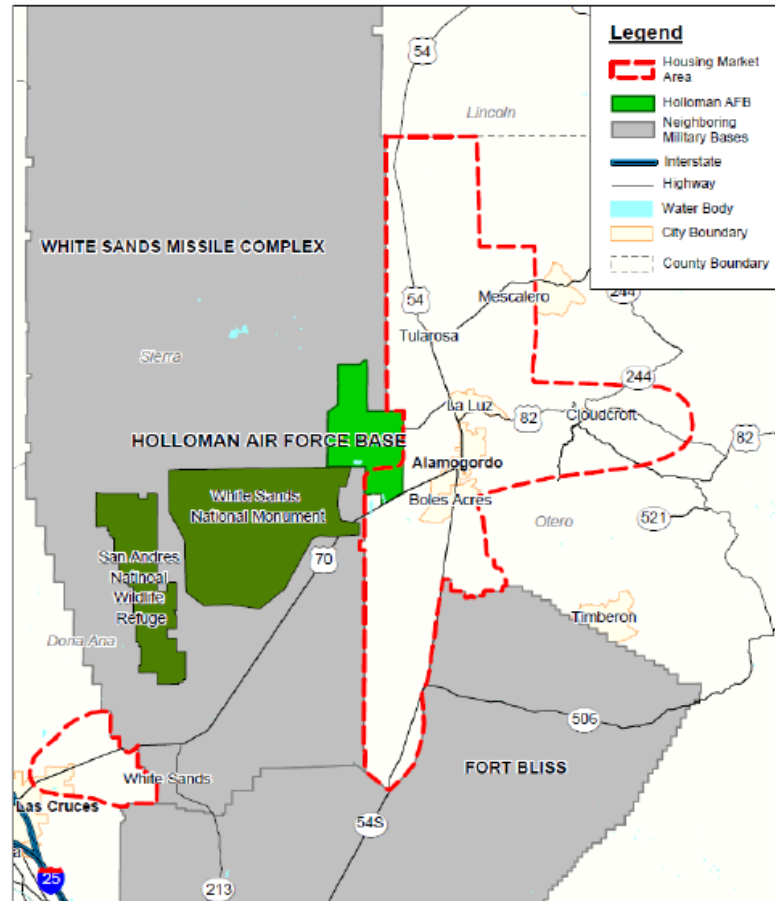 Legend
Housing Market
Area
Holloman AFB
Neighboring
Military Bases
Interstate
Highway
Water Body
City Boundary
County Boundary
54
Lincoln
WHITE SANDS MISSILE COMPLEX
Mescalero
244
54
Tularosa
Sierra
244
La Luz
82
Cloudcroft
HOLLOMAN AIR FORCE BASE
82
Alamogordo
White Sands
National Monument
Boles Acres
Otero
521
70
San Andres
Natinoal
Wildlife
Refuge
Timberon
Dona Ana
506
White Sands
FORT BLISS
Las Cruces
54S
a
25
213